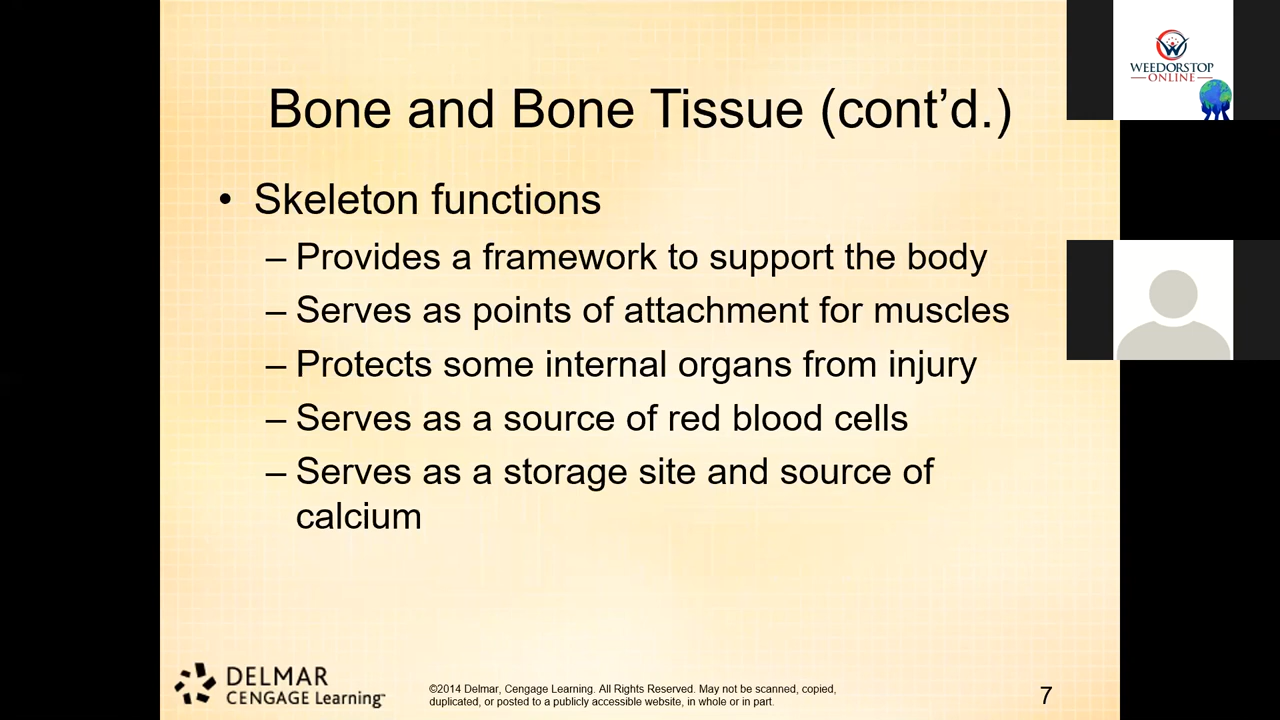 Bone and Bone Tissue (cont’d.)
• Skeleton functions
– Provides a framework to support the body
– Serves as points of attachment for muscles
– Protects some internal organs from injury
– Serves as a source of red blood cells
– Serves as a storage site and source of
calcium
WEEDORSTOP
ONLINE
DELMAR
CENGAGE Learning™
©2014 Delmar, Cengage Learning. All Rights Reserved. May not be scanned, copied,
duplicated, or posted to a publicly accessible website, in whole or in part.
7